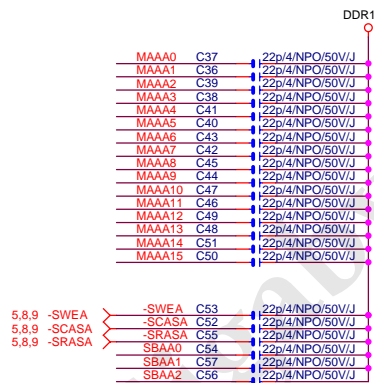 DDR1
MAAA0 C37 22p/4/NPO/50V/J
MAAA1 C36 22p/4/NPO/50V/J
MAAA2 C39 22p/4/NPO/50V/J
MAAA3 C38 22p/4/NPO/50V/J
MAAA4 C41 22p/4/NPO/50V/J
MAAA5 C40 22p/4/NPO/50V/J
MAAA6 C43 22p/4/NPO/50V/J
MAAA7 C42 22p/4/NPO/50V/J
MAAA8 C45 22p/4/NPO/50V/J
MAAA9 C44 22p/4/NPO/50V/J
MAAA10 C47 22p/4/NPO/50V/J
MAAA11 C46 22p/4/NPO/50V/J
MAAA12 C49 22p/4/NPO/50V/J
MAAA13 C48 22p/4/NPO/50V/J
MAAA14 C51 22p/4/NPO/50V/J
MAAA15 C50 22p/4/NPO/50V/J
5,8,9 -SWEA -SWEA C53 22p/4/NPO/50V/J
5,8,9 -SCASA -SCASA C52 22p/4/NPO/50V/J
5,8,9 -SRASA -SRASA C55 22p/4/NPO/50V/J
SBAA0 C54 22p/4/NPO/50V/J
SBAA1 C57 22p/4/NPO/50V/J
SBAA2 C56 22p/4/NPO/50V/J